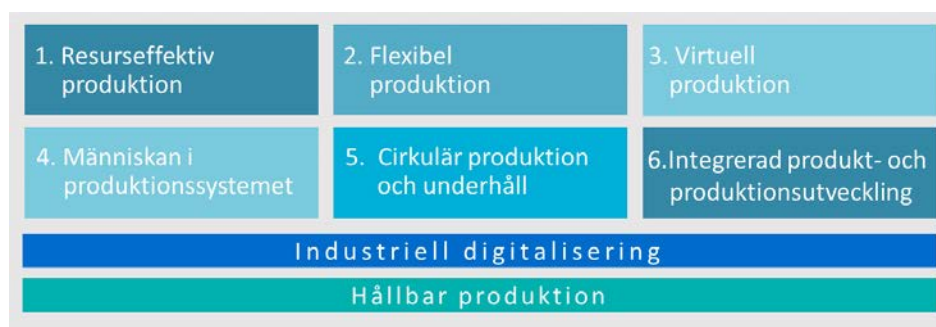 1. Resurseffektiv
produktion
2. Flexibel
produktion
3. Virtuell
produktion
4. Människan i
produktionssystemet
5. Cirkulär produktion
och underhåll
6.Integrerad produkt- och
produktionsutveckling
Industriell digitalisering
Hållbar produktion